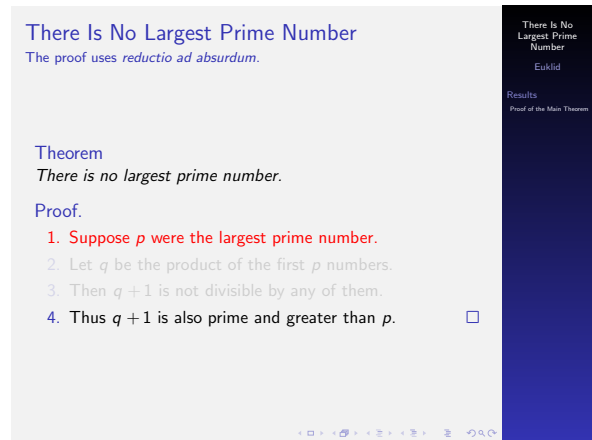 There Is No Largest Prime Number
The proof uses reductio ad absurdum.
Theorem
There is no largest prime number.
Proof.
1. Suppose p were the largest prime number.
2. Let q be the product of the first p numbers.
3. Then q + 1 is not divisible by any of them.
4. Thus q + 1 is also prime and greater than p.
There Is No
Largest Prime
Number
Euklid
Results
Proof of the Main Theorem